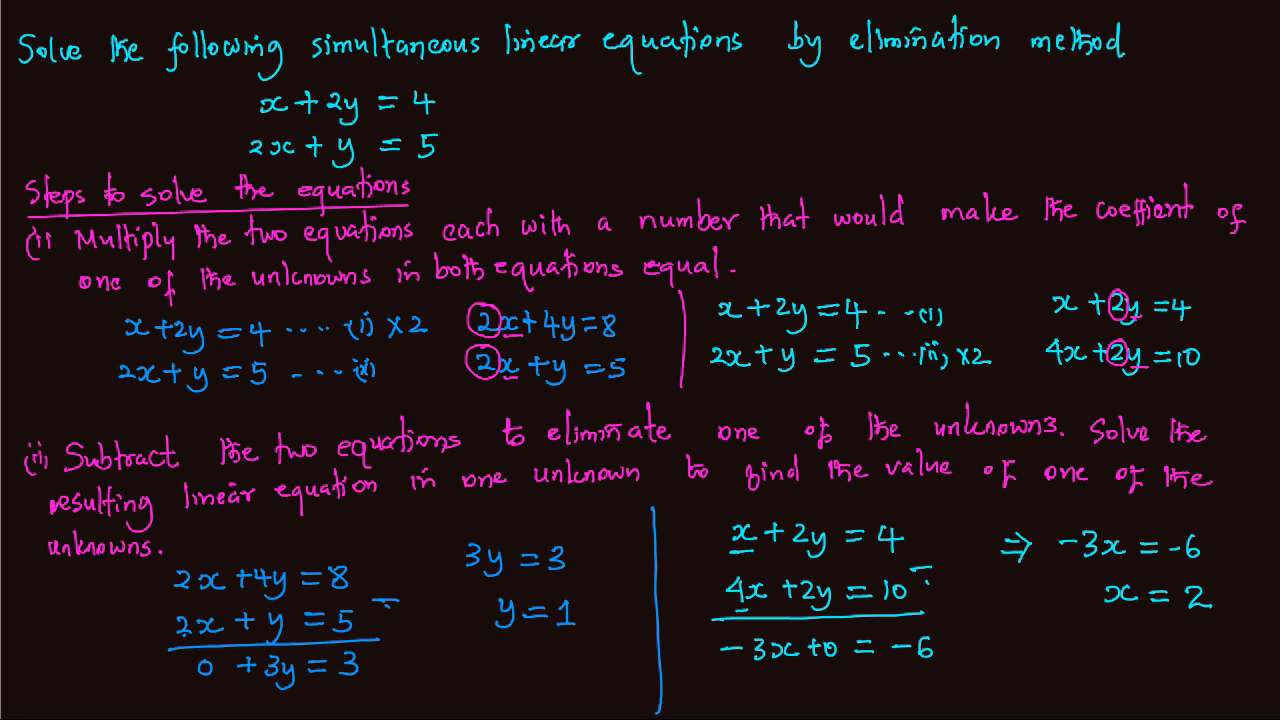 Solve the following simultaneous linear equations by elimination method
x + 2y = 4
2x + y = 5
Steps to solve the equations
(i) Multiply the two equations each with a number that would make the coeffient of
one of the unknowns in both equations equal.
x + 2y = 4 ..... (i) x 2
2x + y = 5 - ... (ii)
2x + 4y = 8
2x + y = 5
x + 2y = 4 - -(i)
2x + y = 5 ...(ii) x2
x + 2y = 4
4x + 2y = 10
(ii) Subtract the two equations to eliminate one of the unknowns. Solve the
resulting linear equation in one unknown to find the value of one of the
unknowns.
2x + 4y = 8
2x + y = 5 -
0 + 3y = 3
3y = 3
y = 1
x + 2y = 4
4x + 2y = 10 -
- 3x + 0 = - 6
⇒ -3x = -6
x = 2